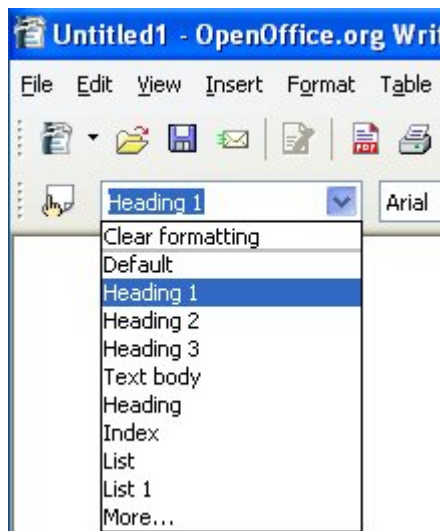 Untitled1 - OpenOffice.org Writ
File Edit View Insert Format Table
PDF
Heading 1 Arial
Clear formatting
Default
Heading 1
Heading 2
Heading 3
Text body
Heading
Index
List
List 1
More...